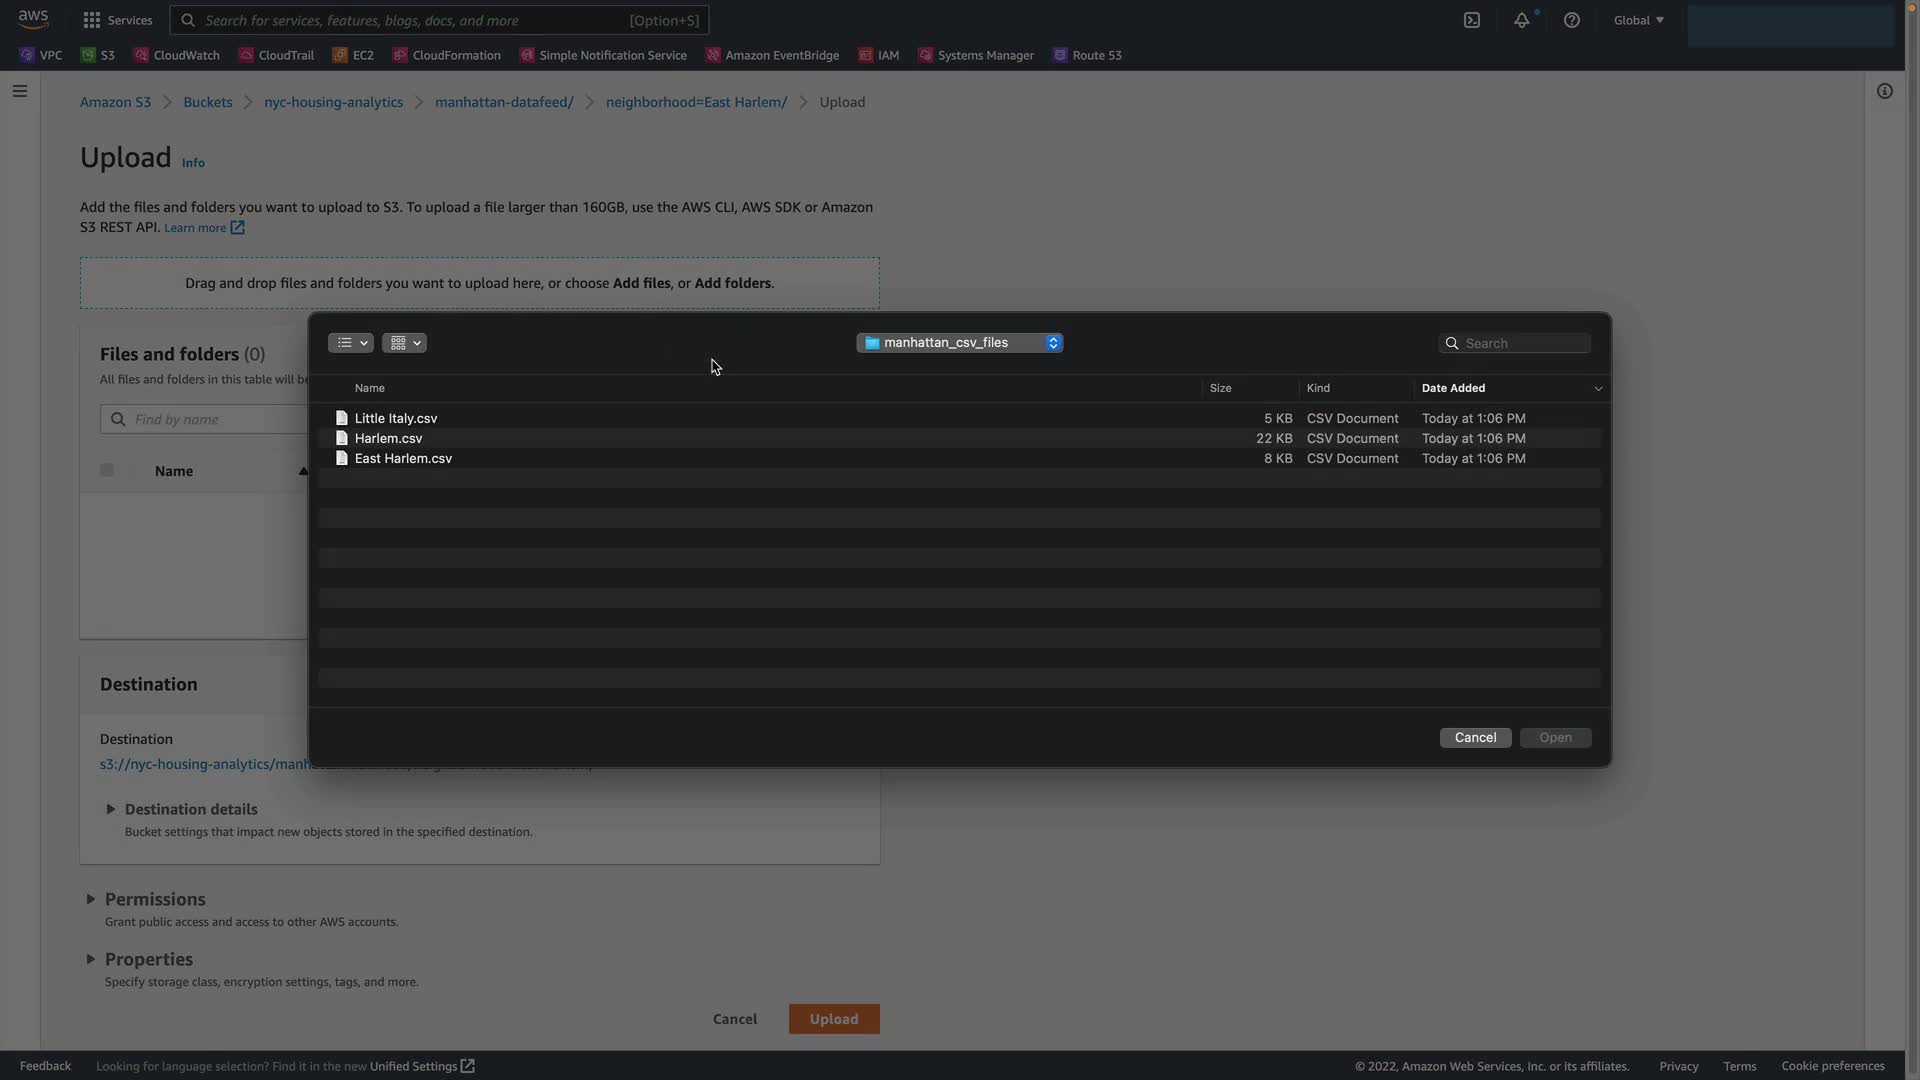 aws
Services
Search for services, features, blogs, docs, and more
[Option+S]
Global
VPC
S3
CloudWatch
CloudTrail
EC2
CloudFormation
Simple Notification Service
Amazon EventBridge
IAM
Systems Manager
Route 53
Amazon S3
Buckets
nyc-housing-analytics
manhattan-datafeed/
neighborhood=East Harlem/
Upload
Upload Info
Add the files and folders you want to upload to S3. To upload a file larger than 160GB, use the AWS CLI, AWS SDK or Amazon
S3 REST API. Learn more
Drag and drop files and folders you want to upload here, or choose Add files, or Add folders.
Files and folders (0)
All files and folders in this table will be
Find by name
Name
manhattan_csv_files
Search
Name Size Kind Date Added
Little Italy.csv 5 KB CSV Document Today at 1:06 PM
Harlem.csv 22 KB CSV Document Today at 1:06 PM
East Harlem.csv 8 KB CSV Document Today at 1:06 PM
Cancel
Open
Destination
Destination
s3://nyc-housing-analytics/manh
Destination details
Bucket settings that impact new objects stored in the specified destination.
Permissions
Grant public access and access to other AWS accounts.
Properties
Specify storage class, encryption settings, tags, and more.
Cancel
Upload
Feedback
Looking for language selection? Find it in the new Unified Settings
© 2022, Amazon Web Services, Inc. or its affiliates.
Privacy
Terms
Cookie preferences